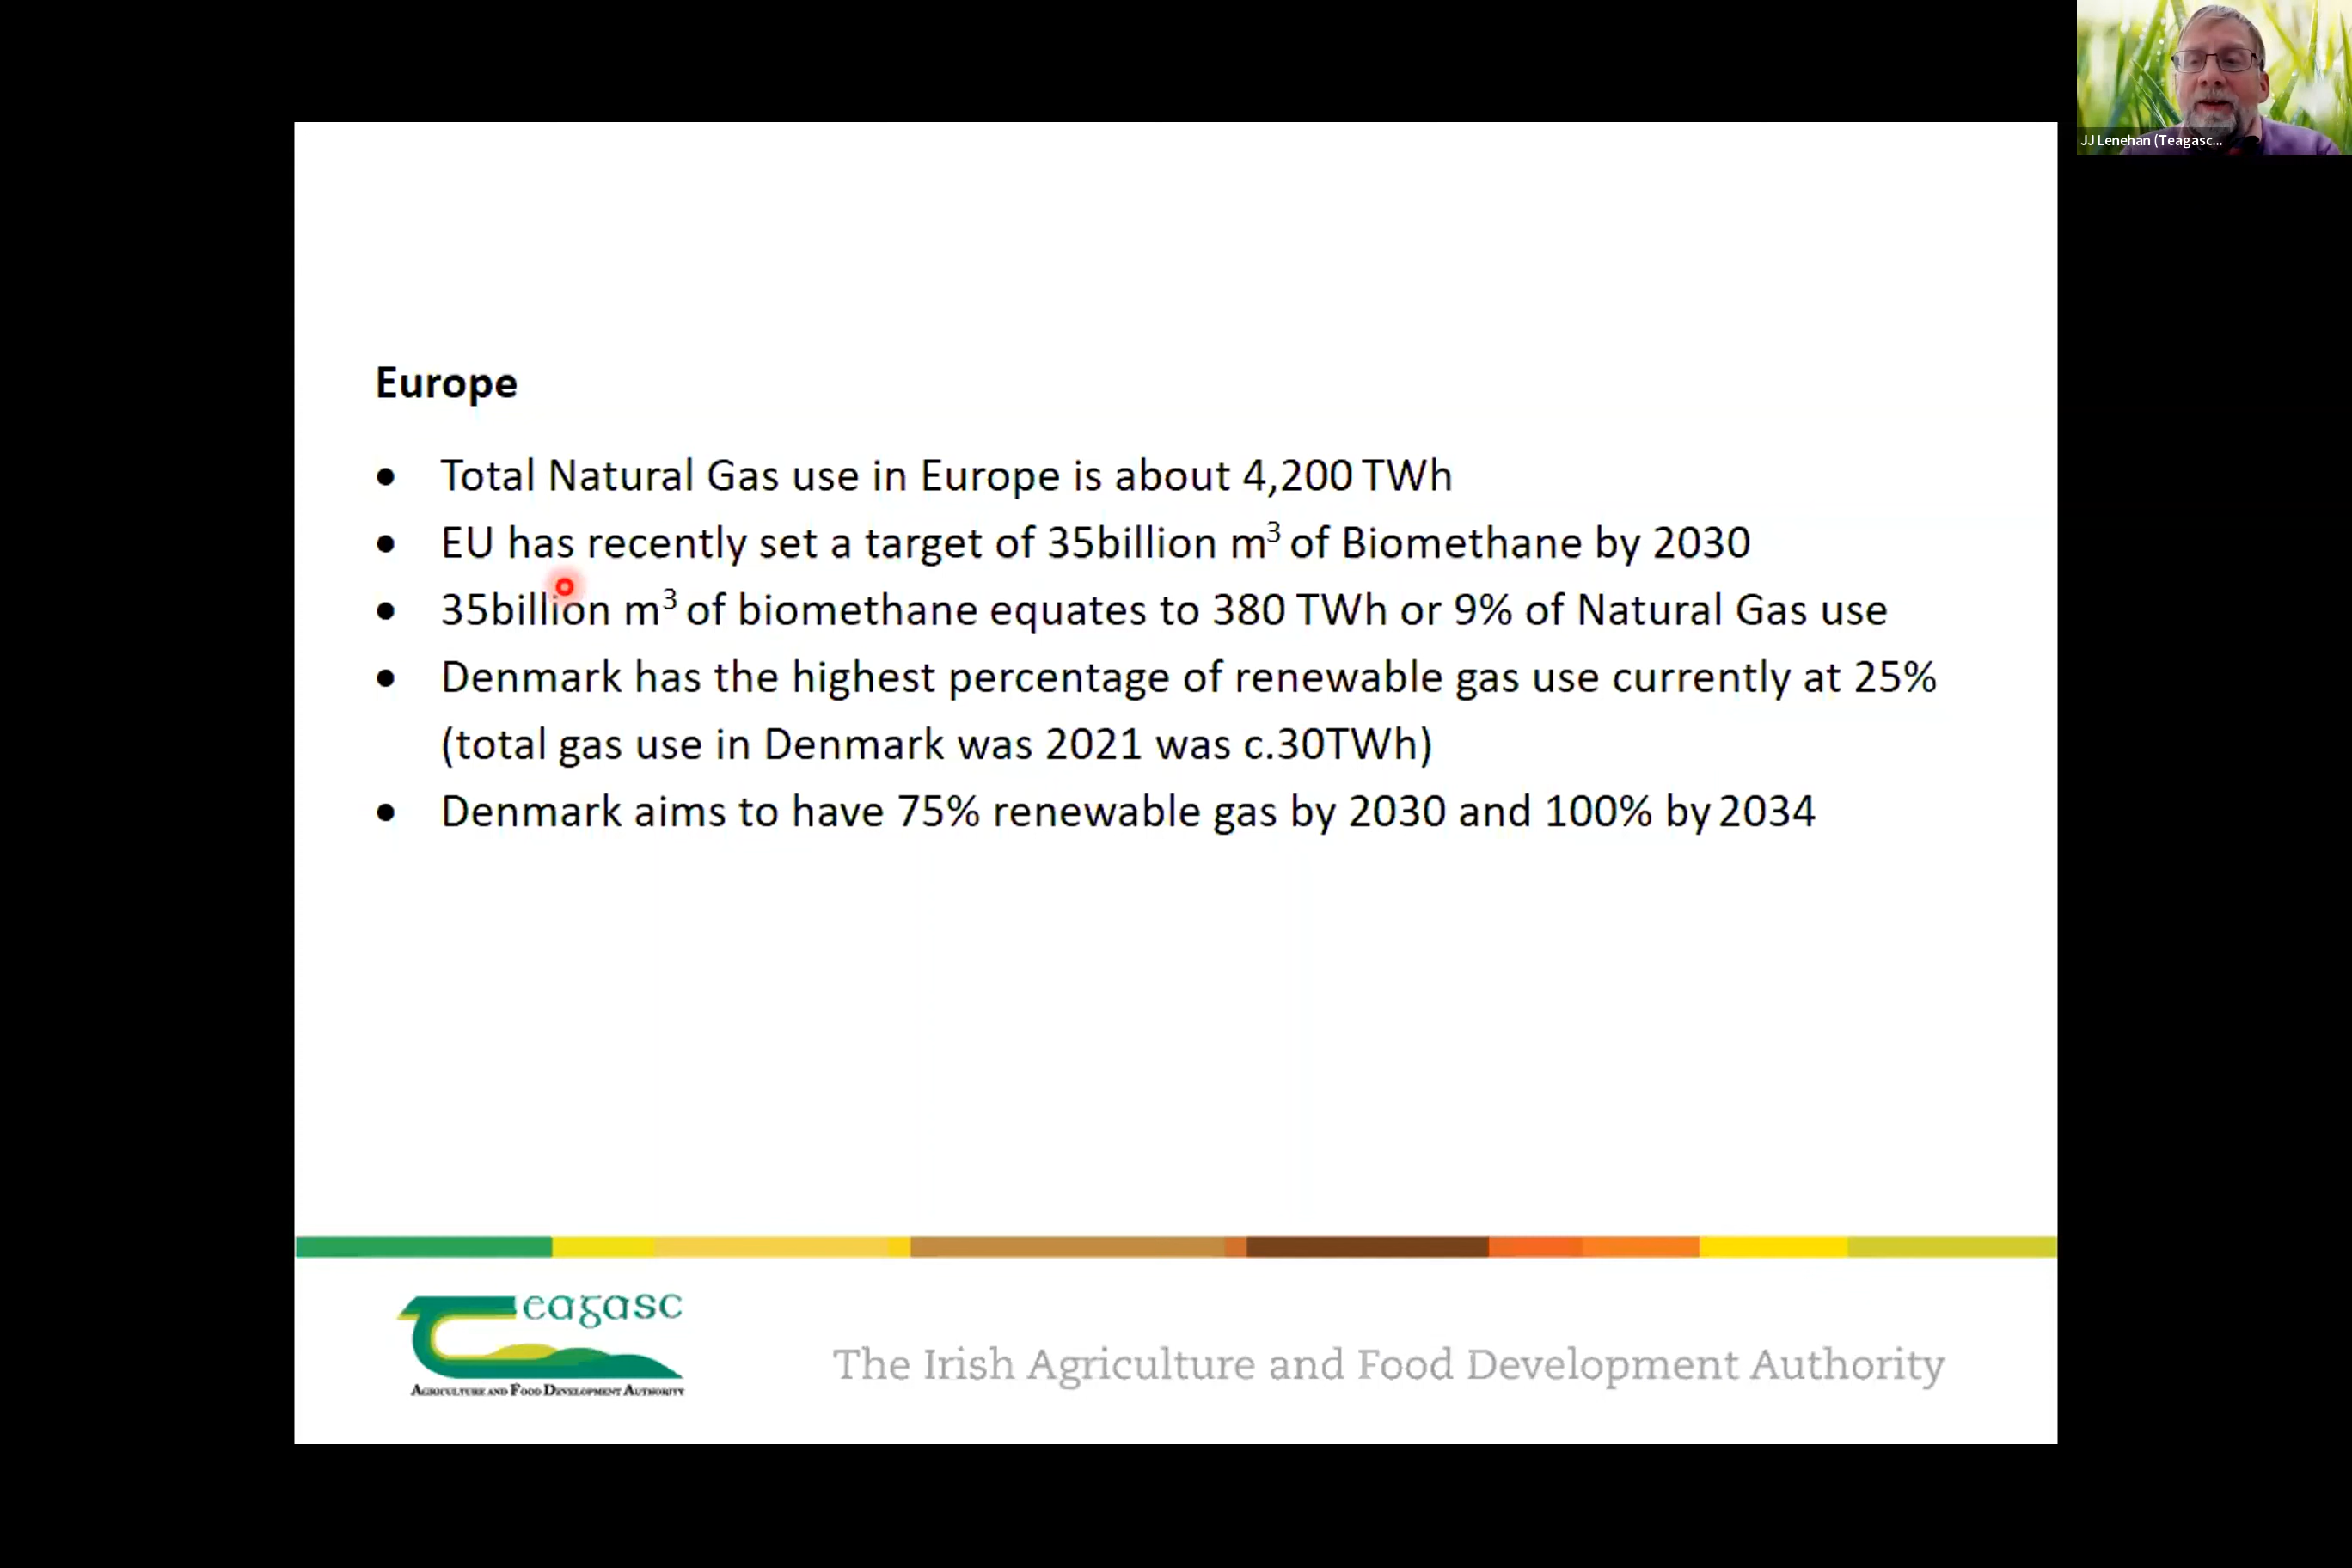 JJ Lenehan (Teagasc...
Europe
• Total Natural Gas use in Europe is about 4,200 TWh
• EU has recently set a target of 35billion m³ of Biomethane by 2030
• 35billion m³ of biomethane equates to 380 TWh or 9% of Natural Gas use
• Denmark has the highest percentage of renewable gas use currently at 25%
(total gas use in Denmark was 2021 was c.30TWh)
• Denmark aims to have 75% renewable gas by 2030 and 100% by 2034
Teagasc
AGRICULTURE AND FOOD DEVELOPMENT AUTHORITY
The Irish Agriculture and Food Development Authority